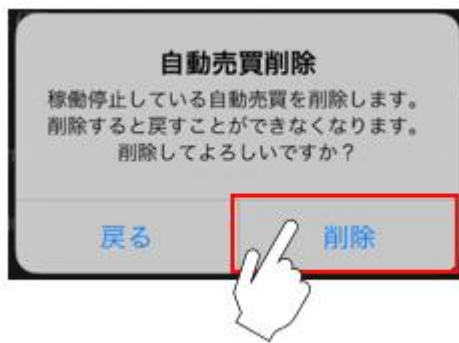 自動売買削除
稼働停止している自動売買を削除します。
削除すると戻すことができなくなります。
削除してよろしいですか？
戻る
削除